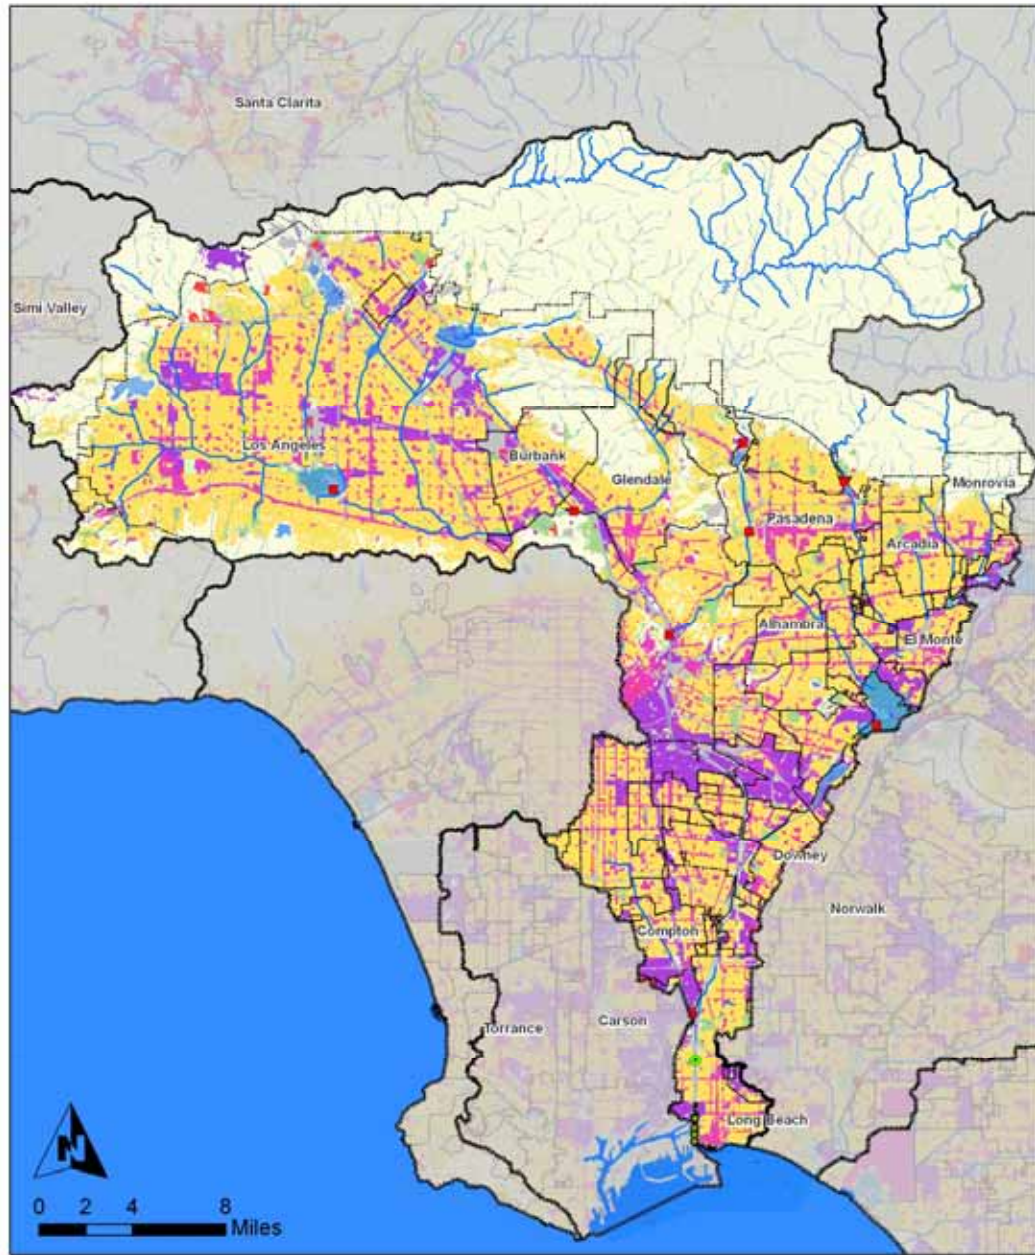 Santa Clarita
Simi Valley
Los Angeles
Burbank
Glendale
Monrovia
Pasadena
Arcadia
Alhambra
El Monte
Downey
Norwalk
Compton
Torrance
Carson
Long Beach
N
0 2 4 8
Miles